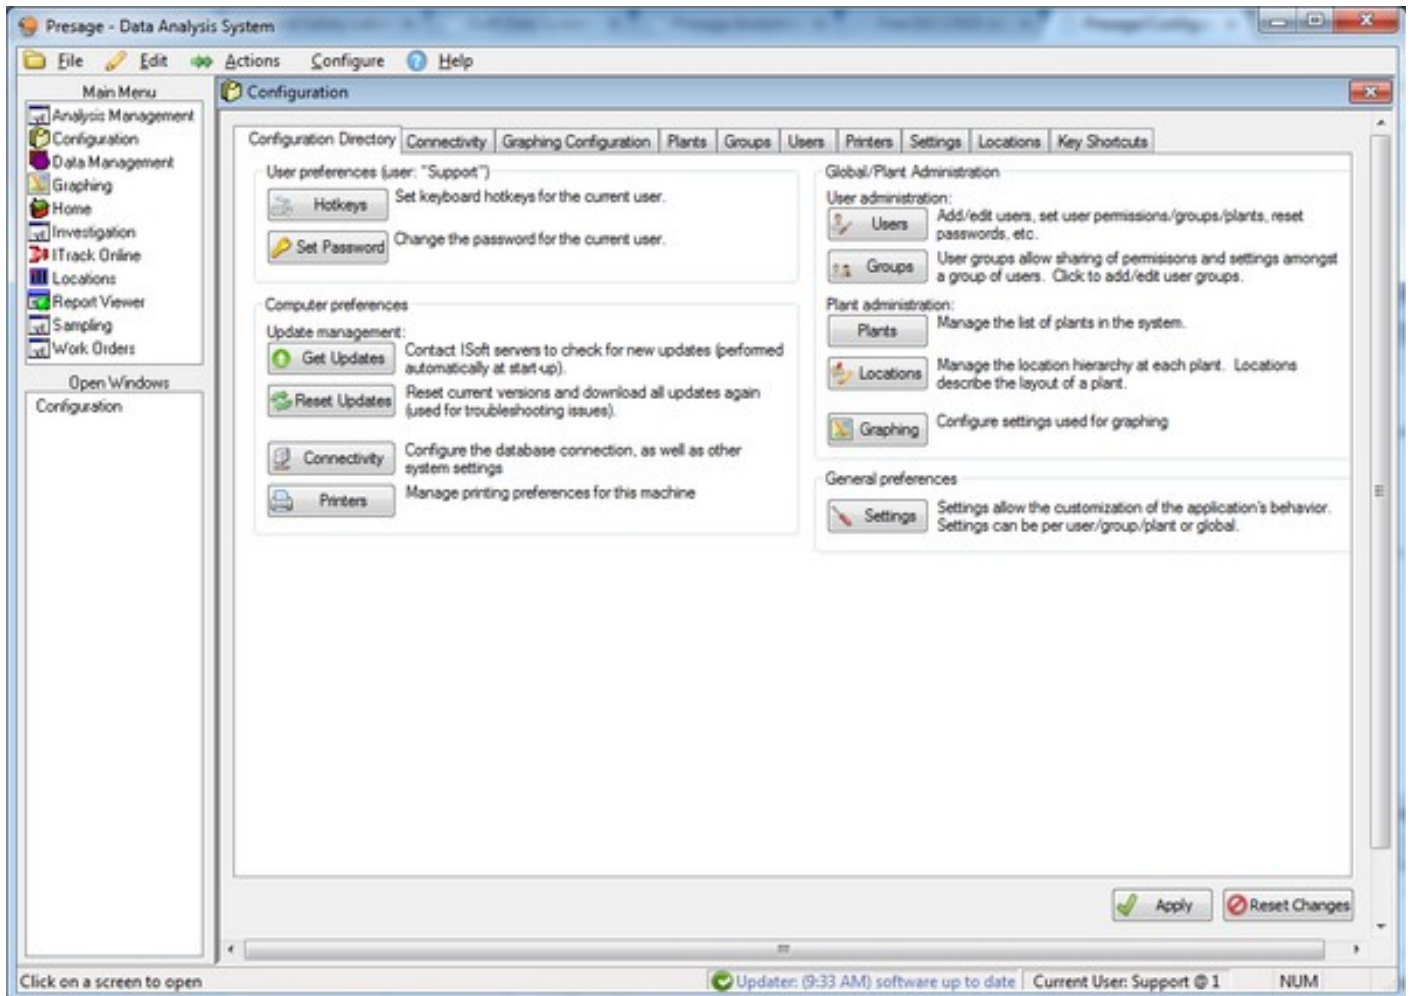 Presage - Data Analysis System
File Edit Actions Configure Help
Main Menu
Analysis Management
Configuration
Data Management
Graphing
Home
Investigation
ITrack Online
Locations
Report Viewer
Sampling
Work Orders
Open Windows
Configuration
Configuration
Configuration Directory Connectivity Graphing Configuration Plants Groups Users Printers Settings Locations Key Shortcuts
User preferences (user: "Support")
Hotkeys
Set keyboard hotkeys for the current user.
Set Password
Change the password for the current user.
Computer preferences
Update management:
Get Updates
Contact ISoft servers to check for new updates (performed
automatically at start-up).
Reset Updates
Reset current versions and download all updates again
(used for troubleshooting issues).
Connectivity
Configure the database connection, as well as other
system settings
Printers
Manage printing preferences for this machine
Global/Plant Administration
User administration:
Users
Add/edit users, set user permissions/groups/plants, reset
passwords, etc.
Groups
User groups allow sharing of permisisons and settings amongst
a group of users. Click to add/edit user groups.
Plant administration:
Plants
Manage the list of plants in the system.
Locations
Manage the location hierarchy at each plant. Locations
describe the layout of a plant.
Graphing
Configure settings used for graphing
General preferences
Settings
Settings allow the customization of the application's behavior.
Settings can be per user/group/plant or global.
Apply
Reset Changes
Click on a screen to open
Updater: (9:33 AM) software up to date
Current User: Support @ 1
NUM